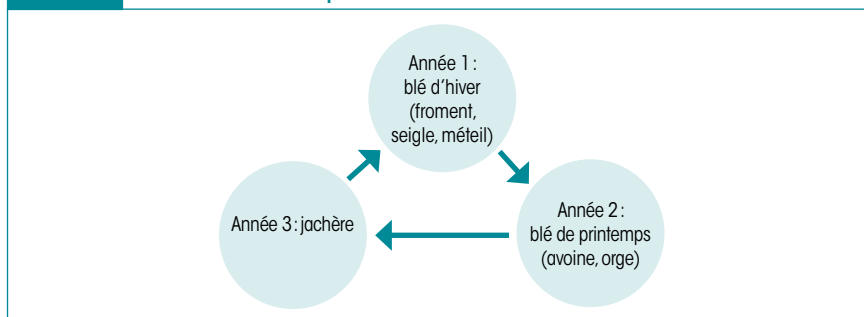 Année 1 :
blé d’hiver
(froment,
seigle, méteil)
Année 2 :
blé de printemps
(avoine, orge)
Année 3 : jachère